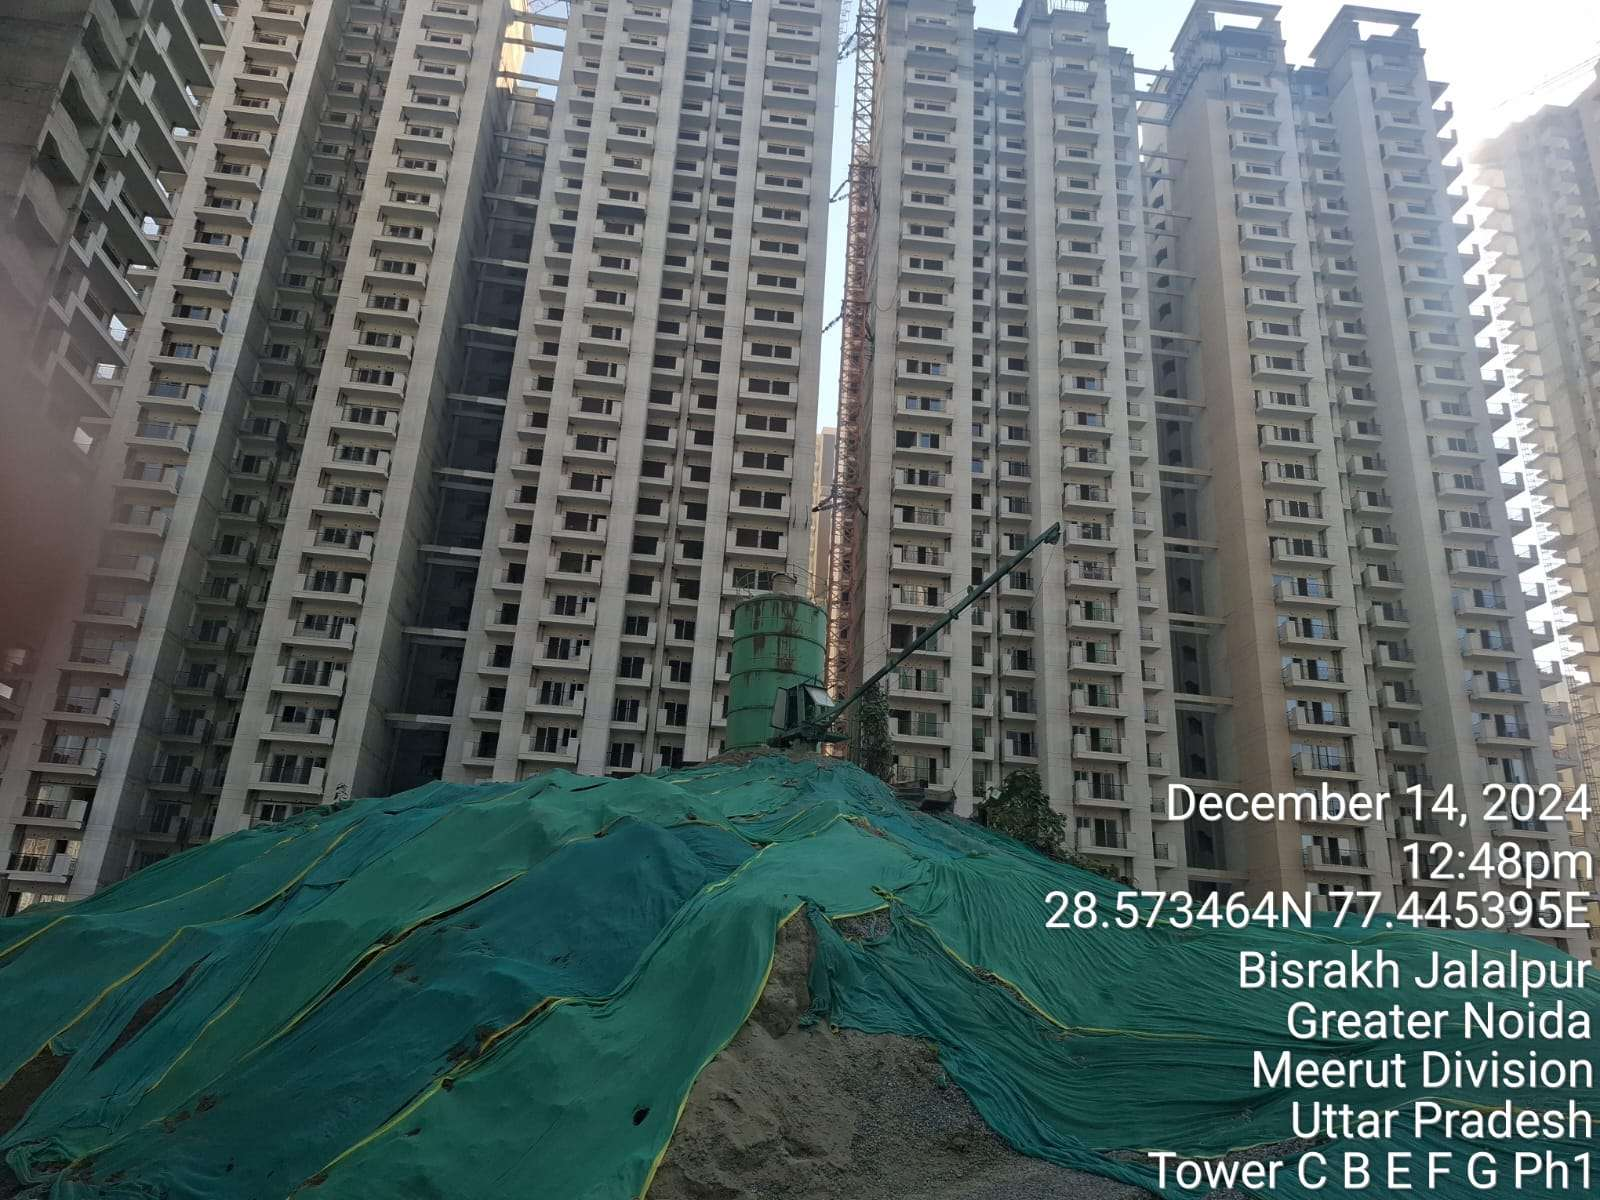 December 14, 2024
12:48pm
28.573464N 77.445395E
Bisrakh Jalalpur
Greater Noida
Meerut Division
Uttar Pradesh
Tower C B E F G Ph1